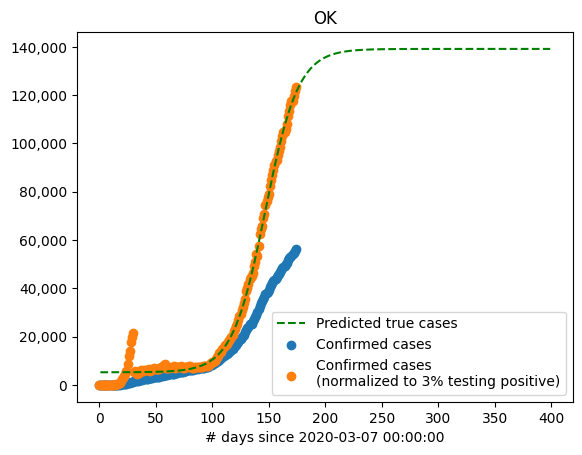 OK
140,000
120,000
100,000
80,000
60,000
40,000
20,000
0
0 50 100 150 200 250 300 350 400
# days since 2020-03-07 00:00:00
Predicted true cases
Confirmed cases
Confirmed cases
(normalized to 3% testing positive)